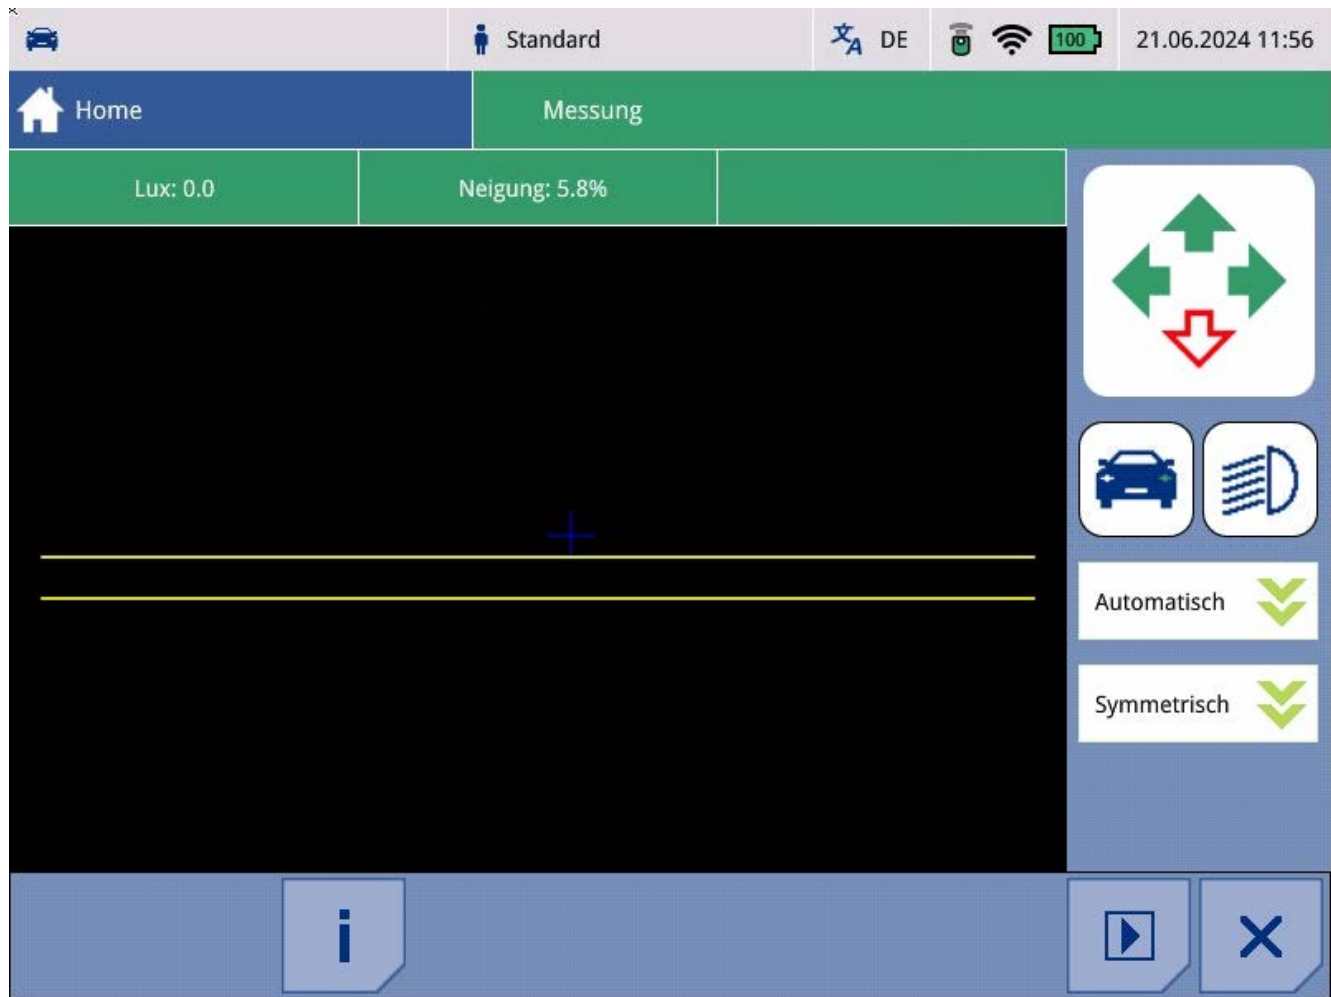 Standard
DE
100
21.06.2024 11:56
Home
Messung
Lux: 0.0
Neigung: 5.8%
Automatisch
Symmetrisch
i